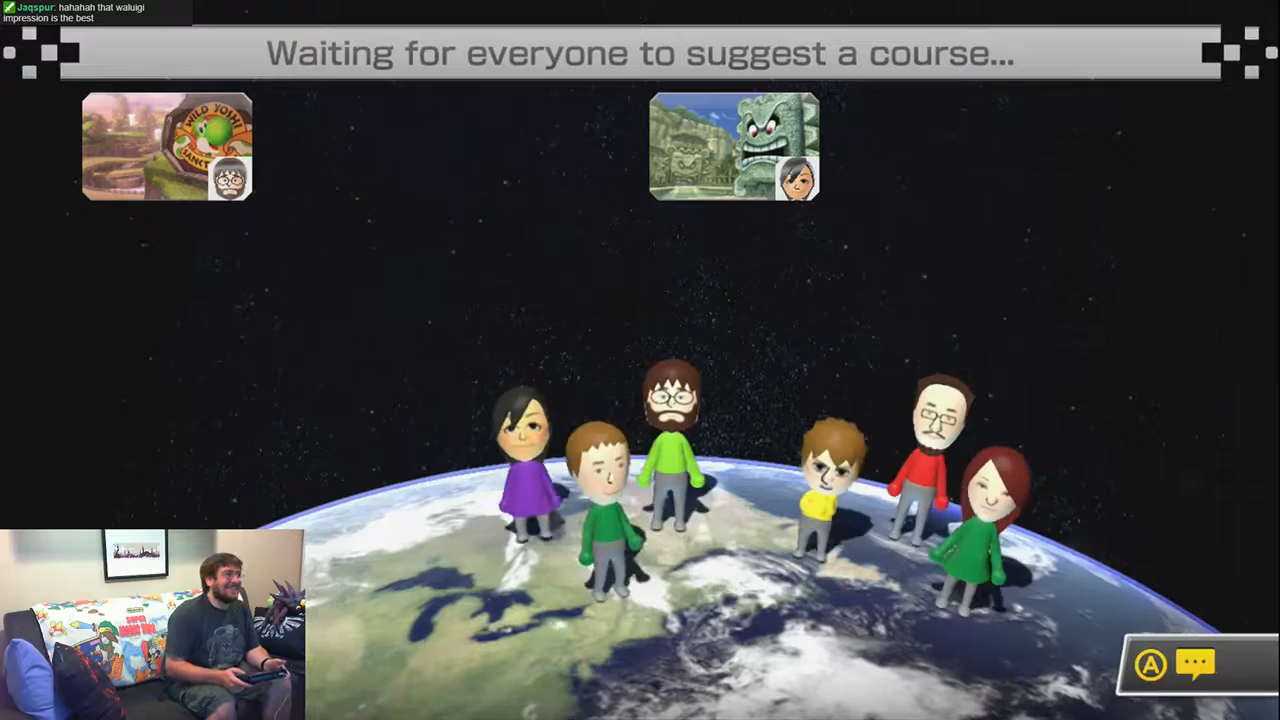 Jaqspur: hahahah that waluigi
impression is the best
Waiting for everyone to suggest a course...
WILD YOSHI
A